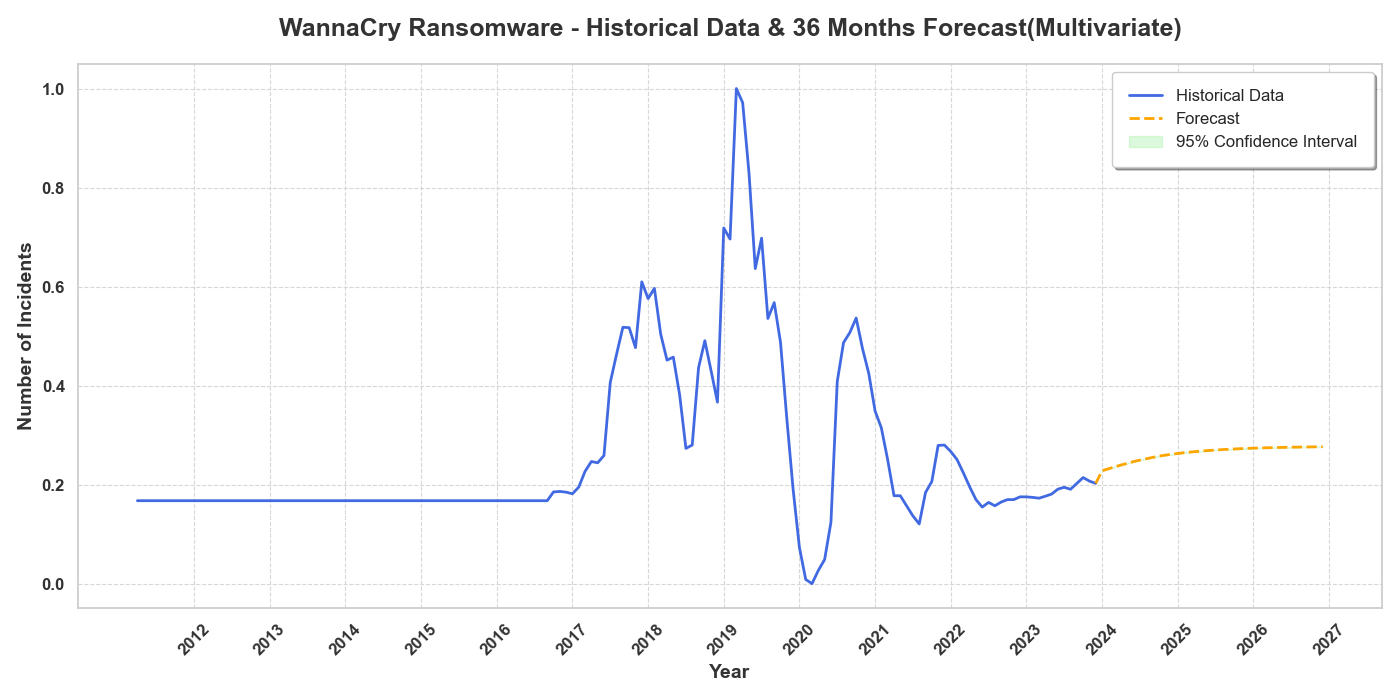 WannaCry Ransomware - Historical Data & 36 Months Forecast(Multivariate)
Historical Data
Forecast
95% Confidence Interval
Number of Incidents
1.0
0.8
0.6
0.4
0.2
0.0
2012 2013 2014 2015 2016 2017 2018 2019 2020 2021 2022 2023 2024 2025 2026 2027
Year